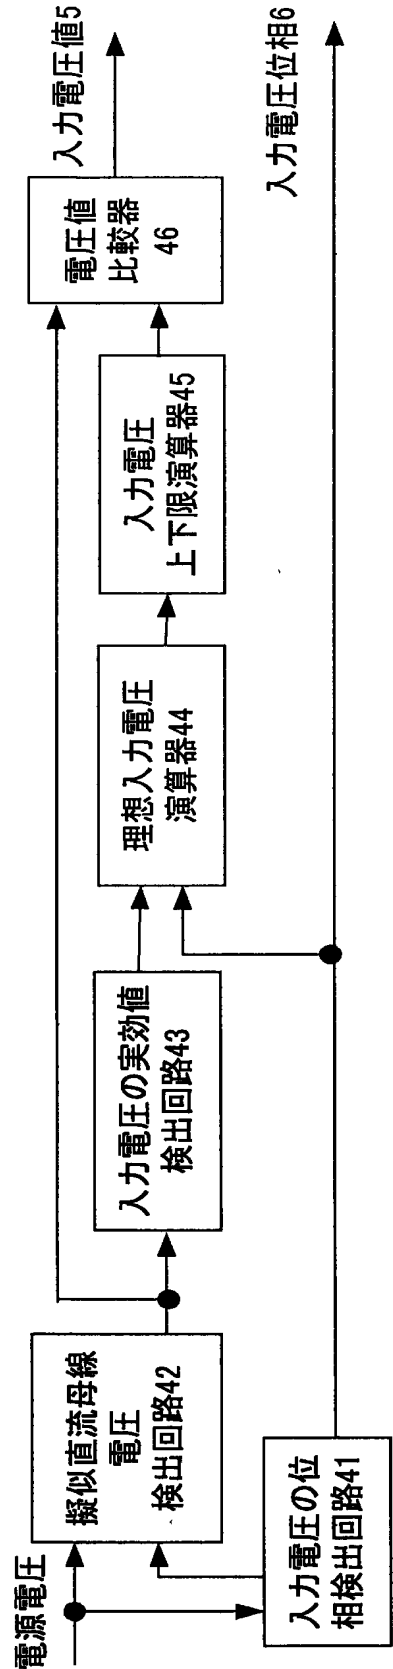 電源電圧
擬似直流母線
電圧
検出回路42
入力電圧の位
相検出回路41
入力電圧の実効値
検出回路43
理想入力電圧
演算器44
入力電圧
上下限演算器45
電圧値
比較器
46
入力電圧値5
入力電圧位相6